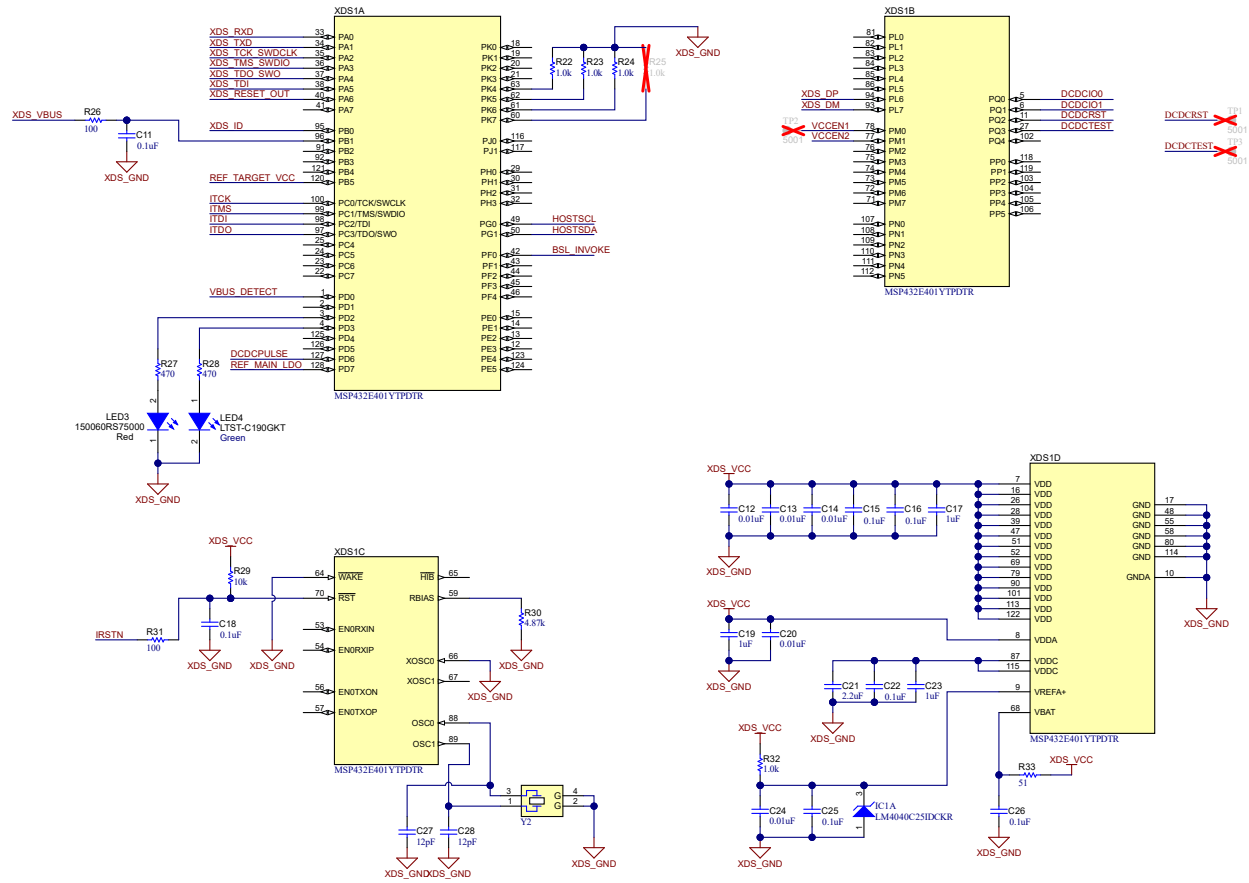 XDS1A
XDS_RXD 33 PA0
XDS_TXD 34 PA1
XDS_TCK_SWDCLK 35 PA2
XDS_TMS_SWDIO 36 PA3
XDS_TDO_SWO 37 PA4
XDS_TDI 38 PA5
XDS_RESET_OUT 40 PA6
41 PA7
XDS_ID 95 PB0
96 PB1
91 PB2
92 PB3
121 PB4
REF_TARGET_VCC 120 PB5
ITCK 100 PC0/TCK/SWCLK
ITMS 99 PC1/TMS/SWDIO
ITDI 98 PC2/TDI
ITDO 97 PC3/TDO/SWO
25 PC4
24 PC5
23 PC6
22 PC7
VBUS_DETECT 1 PD0
2 PD1
3 PD2
4 PD3
125 PD4
126 PD5
DCDCPULSE 127 PD6
REF_MAIN_LDO 128 PD7
PK0 18
PK1 19
PK2 20
PK3 21
PK4 63
PK5 62
PK6 61
PK7 60
PJ0 116
PJ1 117
PH0 29
PH1 30
PH2 31
PH3 32
PG0 49 HOSTSCL
PG1 50 HOSTSDA
PF0 42 BSL_INVOKE
PF1 43
PF2 44
PF3 45
PF4 46
PE0 15
PE1 14
PE2 13
PE3 12
PE4 123
PE5 124
MSP432E401YTPDTR
XDS_VBUS
R26
100
C11
0.1uF
XDS_GND
R22
1.0k
R23
1.0k
R24
1.0k
R25
1.0k
XDS_GND
R27
470
R28
470
2
1
LED3
150060RS75000
Red
1
2
LED4
LTST-C190GKT
Green
XDS_GND
XDS1B
81 PL0
82 PL1
83 PL2
84 PL3
85 PL4
86 PL5
XDS_DP 94 PL6
XDS_DM 93 PL7
VCCEN1 78 PM0
VCCEN2 77 PM1
76 PM2
75 PM3
74 PM4
73 PM5
72 PM6
71 PM7
107 PN0
108 PN1
109 PN2
110 PN3
111 PN4
112 PN5
PQ0 5 DCDCIO0
PQ1 6 DCDCIO1
PQ2 11 DCDCRST
PQ3 27 DCDCTEST
PQ4 102
PP0 118
PP1 119
PP2 103
PP3 104
PP4 105
PP5 106
MSP432E401YTPDTR
TP2
5001
DCDCRST TP1
5001
DCDCTEST TP3
5001
XDS1C
64 WAKE
70 RST
53 EN0RXIN
54 EN0RXIP
56 EN0TXON
57 EN0TXOP
HIB 65
RBIAS 59
XOSC0 66
XOSC1 67
OSC0 88
OSC1 89
MSP432E401YTPDTR
XDS_VCC
R29
10k
IRSTN
R31
100
C18
0.1uF
XDS_GND
XDS_GND
R30
4.87k
XDS_GND
XDS_GND
3
1
G 4
G 2
Y2
C27
12pF
C28
12pF
XDS_GND
XDS_GND
XDS_GND
XDS1D
7 VDD
16 VDD
26 VDD
28 VDD
39 VDD
47 VDD
51 VDD
52 VDD
69 VDD
79 VDD
90 VDD
101 VDD
113 VDD
122 VDD
8 VDDA
87 VDDC
115 VDDC
9 VREFA+
68 VBAT
GND 17
GND 48
GND 55
GND 58
GND 80
GND 114
GNDA 10
MSP432E401YTPDTR
XDS_GND
XDS_VCC
C12
0.01uF
C13
0.01uF
C14
0.01uF
C15
0.1uF
C16
0.1uF
C17
1uF
XDS_GND
XDS_VCC
C19
1uF
C20
0.01uF
XDS_GND
C21
2.2uF
C22
0.1uF
C23
1uF
XDS_GND
XDS_VCC
R32
1.0k
C24
0.01uF
C25
0.1uF
3
1
IC1A
LM4040C25IDCKR
XDS_GND
R33
51
XDS_VCC
C26
0.1uF
XDS_GND